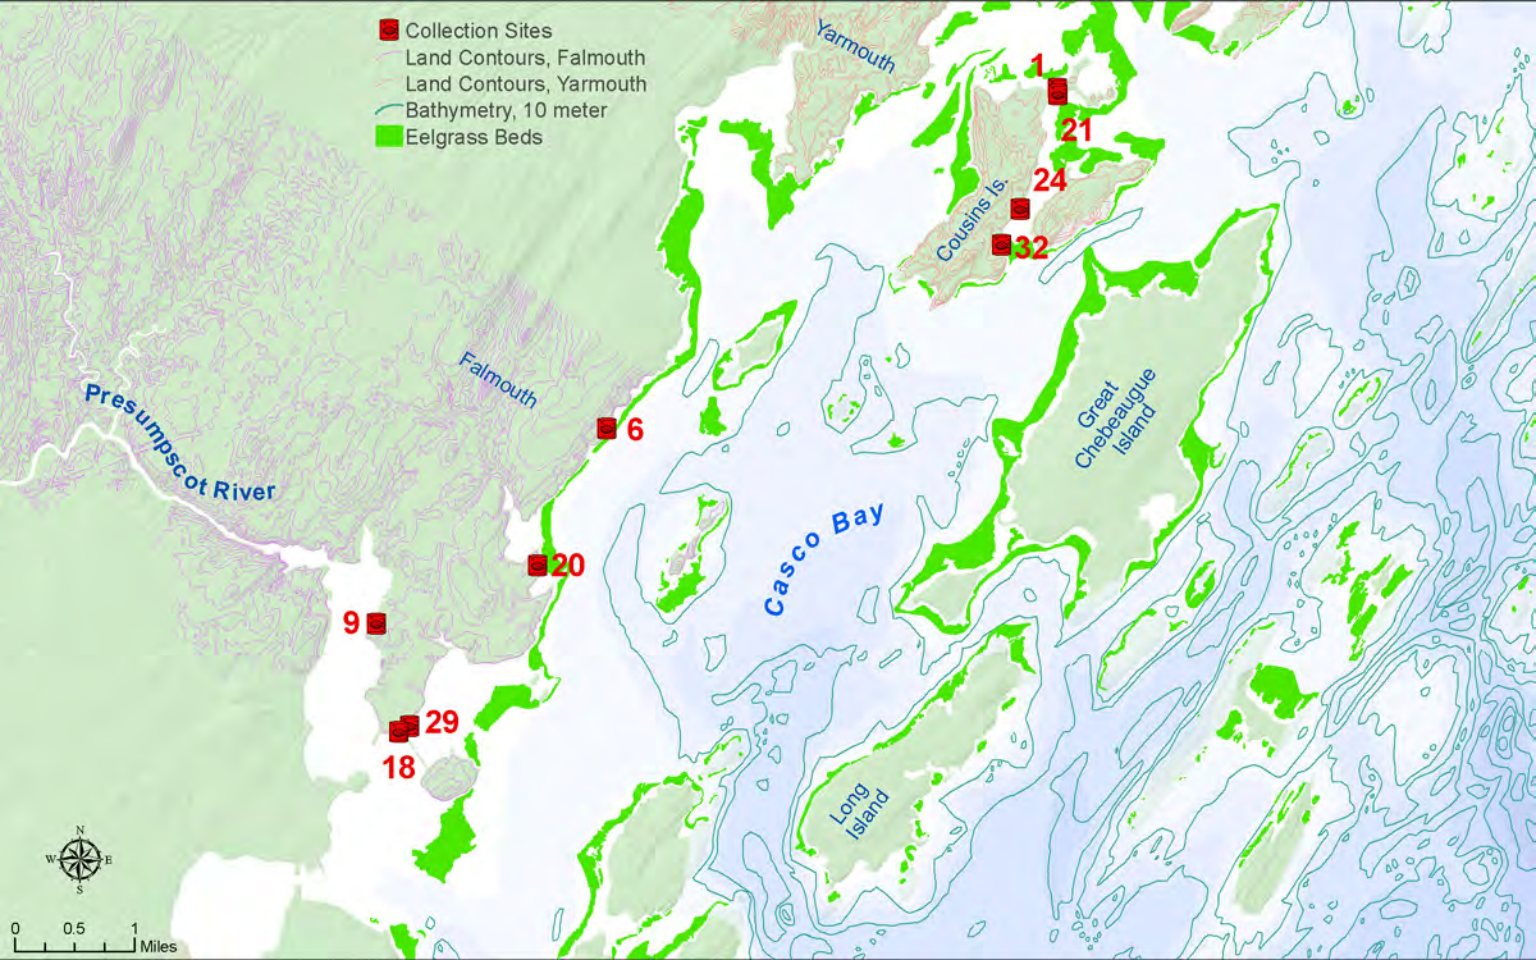 Collection Sites
Land Contours, Falmouth
Land Contours, Yarmouth
Bathymetry, 10 meter
Eelgrass Beds
Yarmouth
1
21
24
Cousins Is.
32
Falmouth
Presumpscot River
6
Great
Chebeaugue
Island
Casco Bay
20
9
29
18
Long
Island
N
W E
S
0 0.5 1
Miles